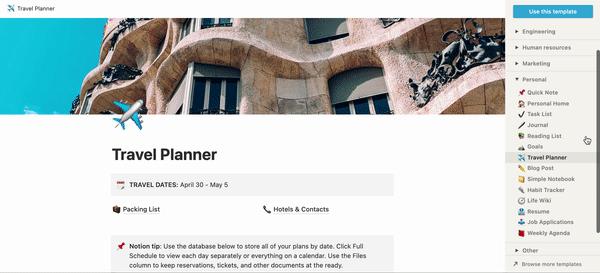 Travel Planner
Travel Planner
TRAVEL DATES: April 30 - May 5
Packing List
Hotels & Contacts
Notion tip: Use the database below to store all of your plans by date. Click Full
Schedule to view each day separately or everything on a calendar. Use the Files
column to keep reservations, tickets, and other documents at the ready.
Use this template
Engineering
Human resources
Marketing
Personal
Quick Note
Personal Home
Task List
Journal
Reading List
Goals
Travel Planner
Blog Post
Simple Notebook
Habit Tracker
Life Wiki
Resume
Job Applications
Weekly Agenda
Other
Browse more templates